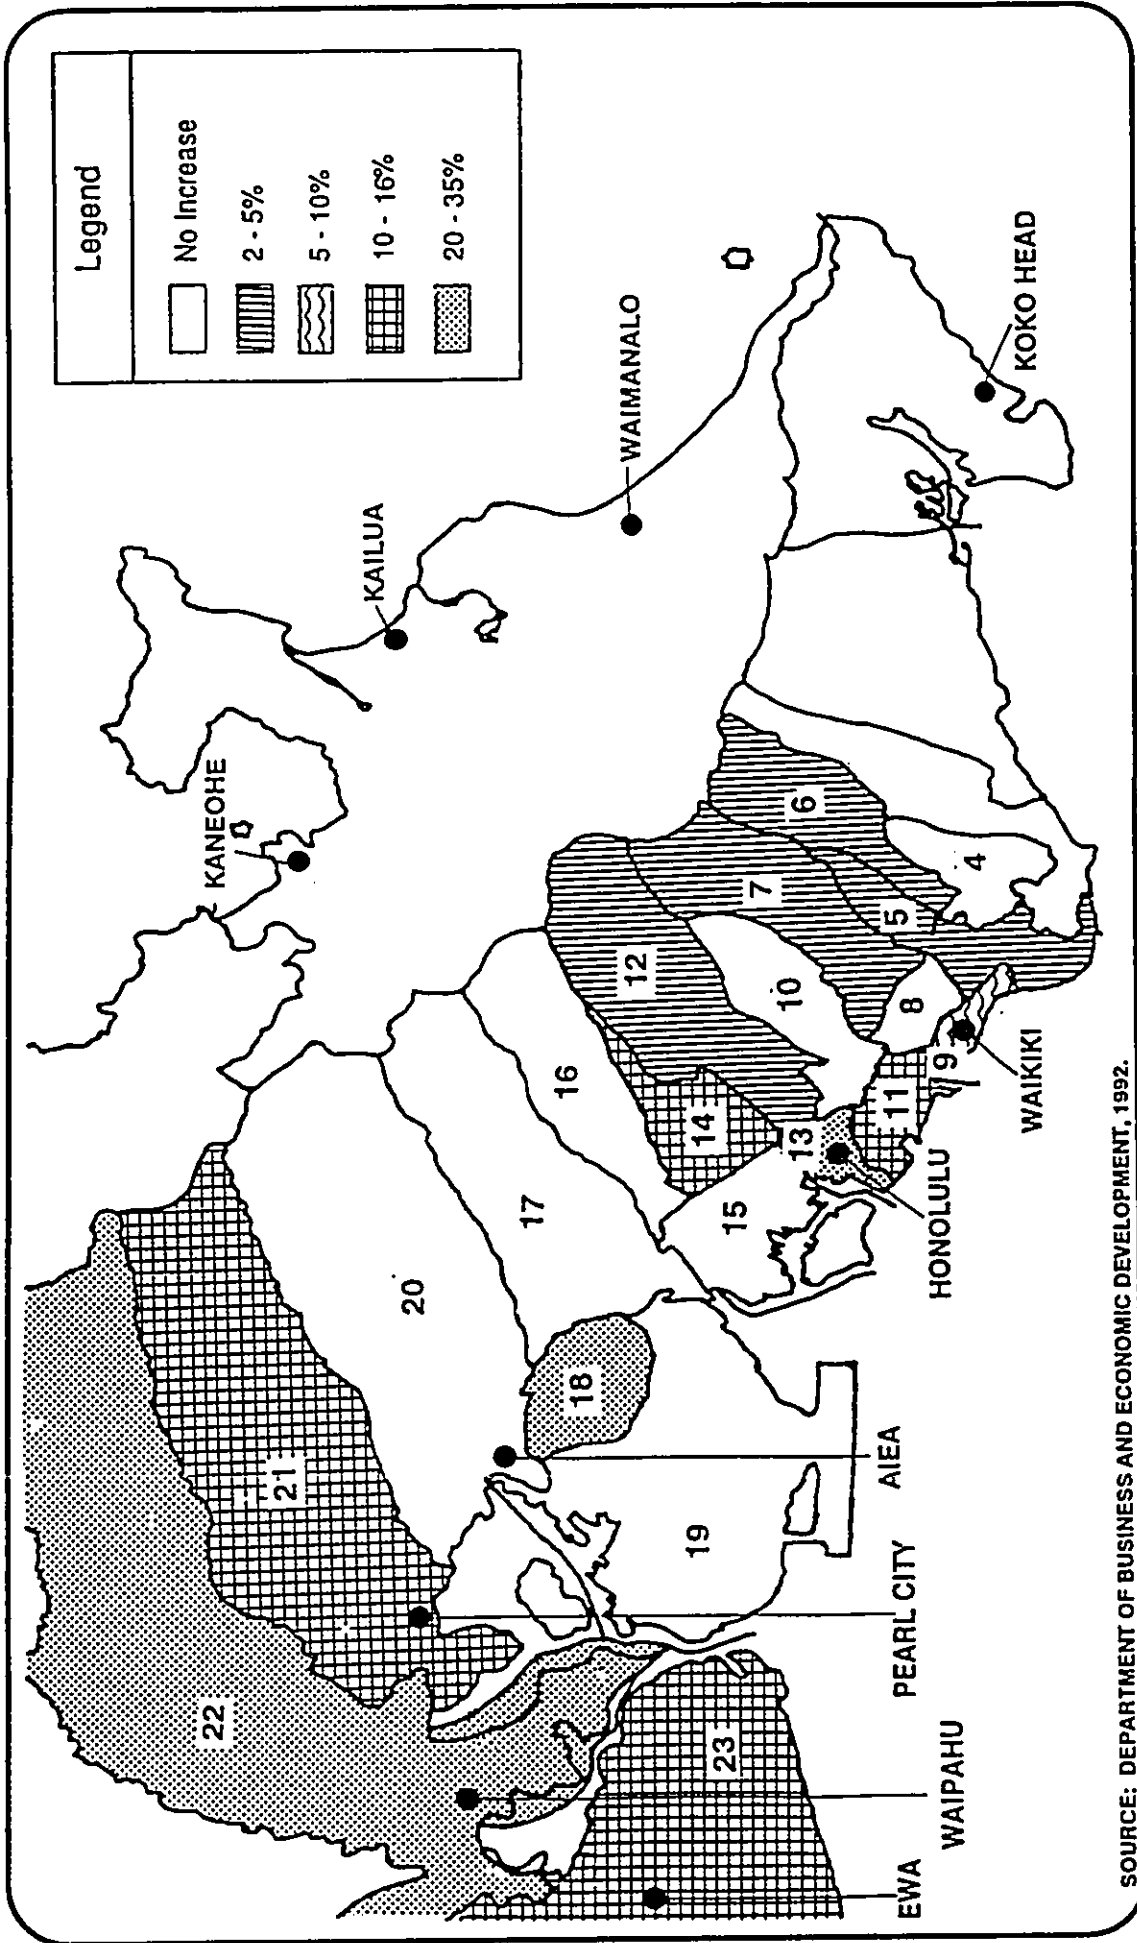 Legend
No Increase
2 - 5%
5 - 10%
10 - 16%
20 - 35%
KANEOHE
KAILUA
WAIMANALO
KOKO HEAD
22
21
20
17
16
18
12
14
10
7
6
5
4
8
9
11
13
15
19
23
WAIKIKI
HONOLULU
AIEA
PEARL CITY
WAIPAHU
EWA
SOURCE: DEPARTMENT OF BUSINESS AND ECONOMIC DEVELOPMENT, 1992.